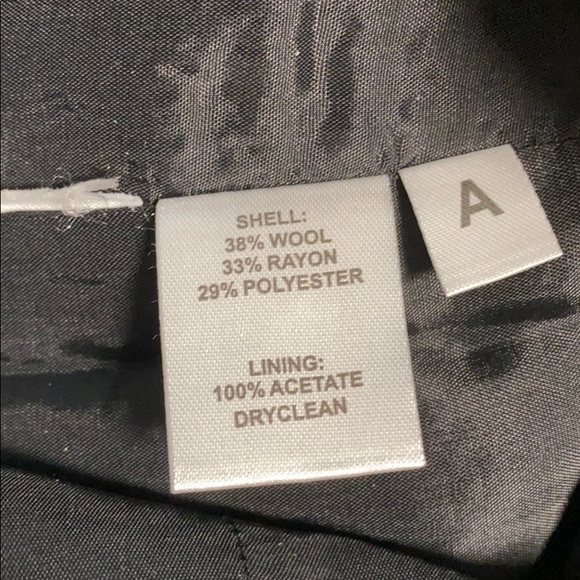 SHELL:
38% WOOL
33% RAYON
29% POLYESTER
LINING:
100% ACETATE
DRYCLEAN
A